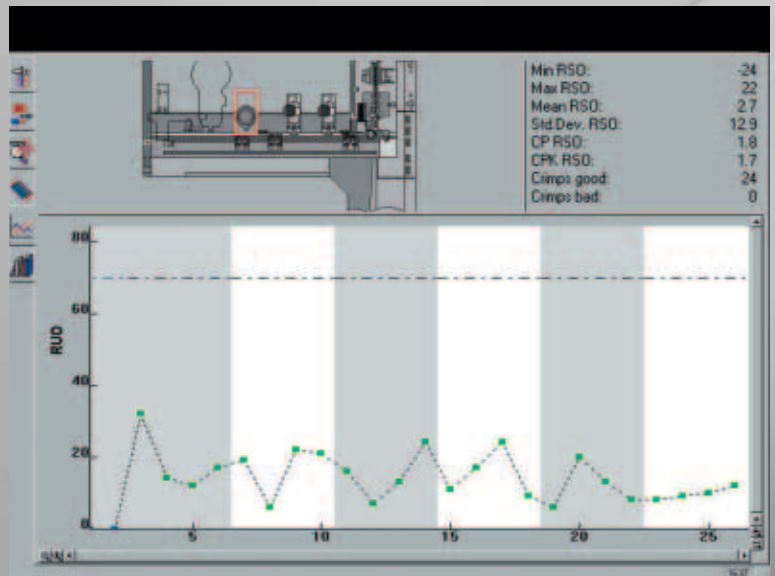 Min RSO: -24
Max RSO: 22
Mean RSO: 2.7
Std.Dev. RSO: 12.9
CP RSO: 1.8
CPK RSO: 1.7
Crimps good: 24
Crimps bad: 0
80
60
40
20
0
RUO
5 10 15 20 25